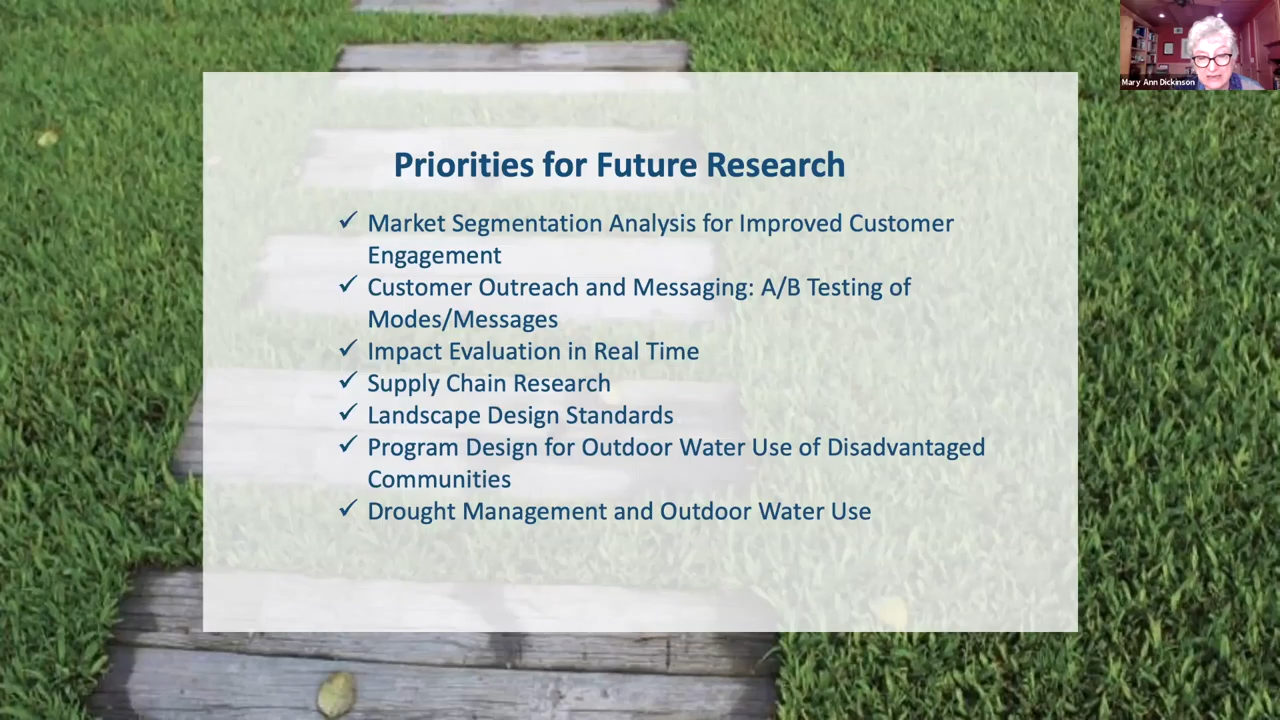 Mary Ann Dickinson
Priorities for Future Research
✓ Market Segmentation Analysis for Improved Customer
Engagement
✓ Customer Outreach and Messaging: A/B Testing of
Modes/Messages
✓ Impact Evaluation in Real Time
✓ Supply Chain Research
✓ Landscape Design Standards
✓ Program Design for Outdoor Water Use of Disadvantaged
Communities
✓ Drought Management and Outdoor Water Use